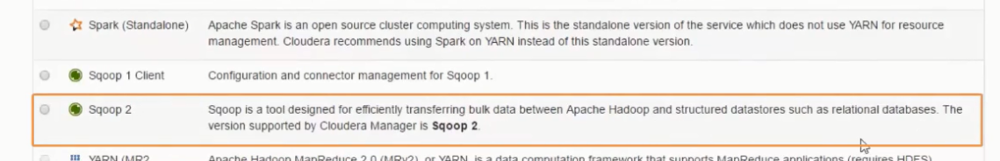 Spark (Standalone) Apache Spark is an open source cluster computing system. This is the standalone version of the service which does not use YARN for resource
management. Cloudera recommends using Spark on YARN instead of this standalone version.
Sqoop 1 Client Configuration and connector management for Sqoop 1.
Sqoop 2 Sqoop is a tool designed for efficiently transferring bulk data between Apache Hadoop and structured datastores such as relational databases. The
version supported by Cloudera Manager is Sqoop 2.
YARN (MR2 Apache Hadoop MapReduce 2.0 (MRv2), or YARN, is a data computation framework that supports MapReduce applications (requires HDFS)